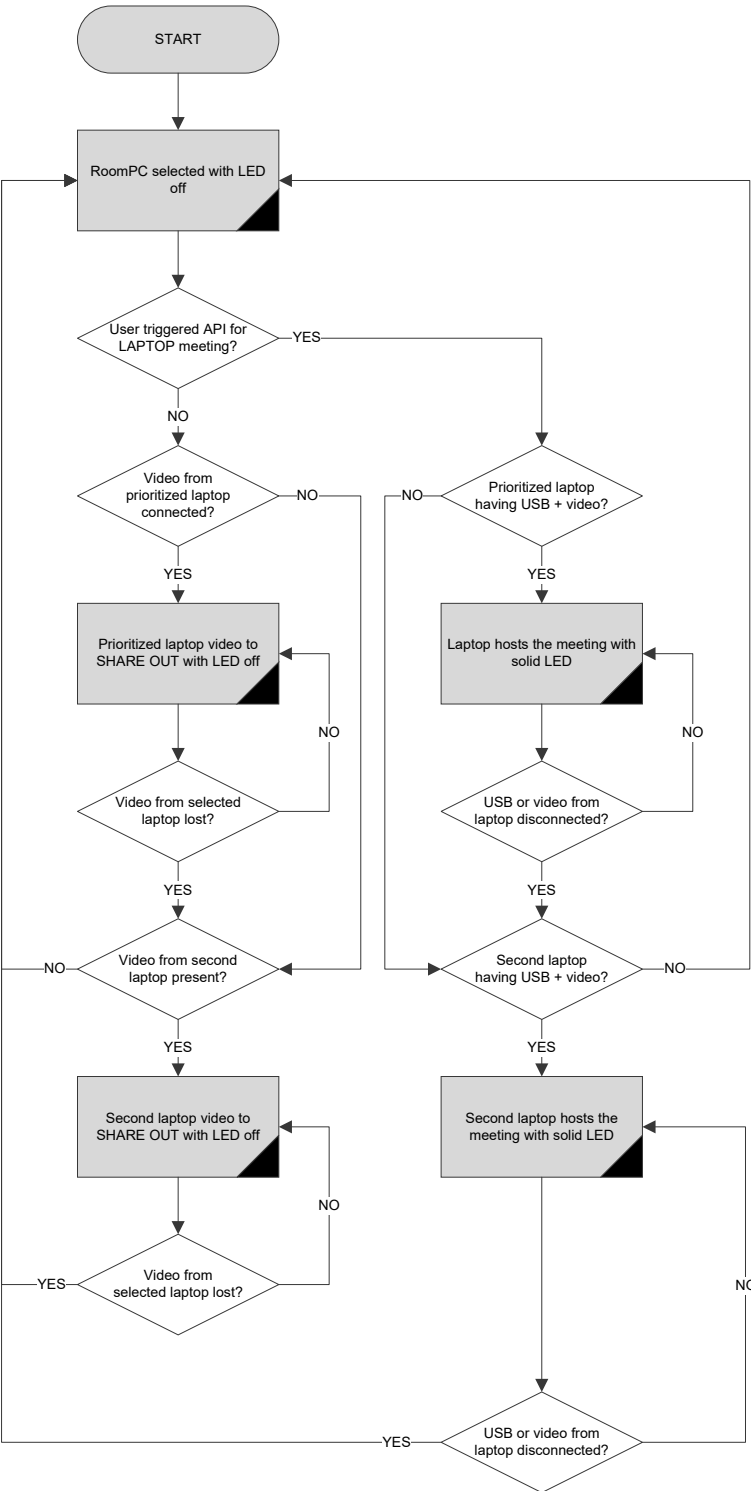 START
RoomPC selected with LED
off
User triggered API for
LAPTOP meeting?
YES
NO
Video from
prioritized laptop
connected?
NO
NO
Prioritized laptop
having USB + video?
YES
YES
Prioritized laptop video to
SHARE OUT with LED off
Laptop hosts the meeting with
solid LED
NO
NO
Video from selected
laptop lost?
USB or video from
laptop disconnected?
YES
YES
NO
Video from second
laptop present?
Second laptop
having USB + video?
NO
YES
YES
Second laptop video to
SHARE OUT with LED off
Second laptop hosts the
meeting with solid LED
NO
YES
Video from
selected laptop lost?
NO
YES
USB or video from
laptop disconnected?